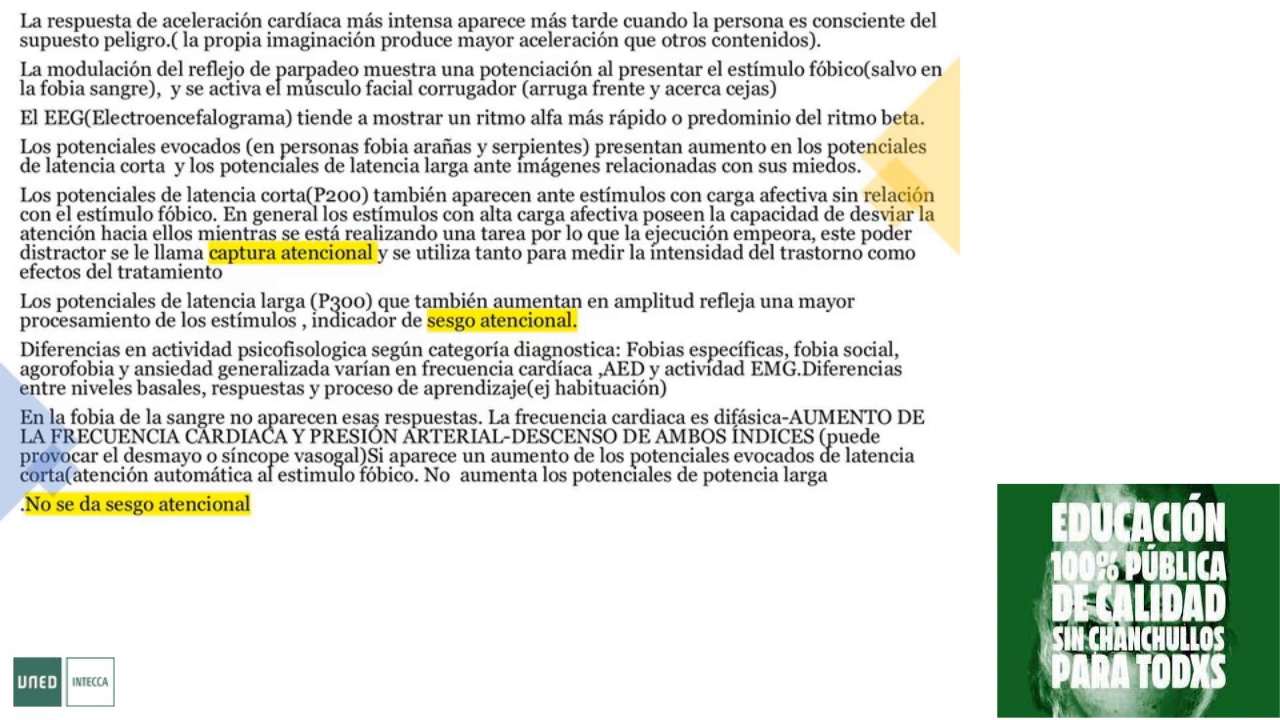 La respuesta de aceleración cardíaca más intensa aparece más tarde cuando la persona es consciente del
supuesto peligro.( la propia imaginación produce mayor aceleración que otros contenidos).
La modulación del reflejo de parpadeo muestra una potenciación al presentar el estímulo fóbico(salvo en
la fobia sangre), y se activa el músculo facial corrugador (arruga frente y acerca cejas)
El EEG(Electroencefalograma) tiende a mostrar un ritmo alfa más rápido o predominio del ritmo beta.
Los potenciales evocados (en personas fobia arañas y serpientes) presentan aumento en los potenciales
de latencia corta y los potenciales de latencia larga ante imágenes relacionadas con sus miedos.
Los potenciales de latencia corta(P200) también aparecen ante estímulos con carga afectiva sin relación
con el estímulo fóbico. En general los estímulos con alta carga afectiva poseen la capacidad de desviar la
atención hacia ellos mientras se está realizando una tarea por lo que la ejecución empeora, este poder
distractor se le llama captura atencional y se utiliza tanto para medir la intensidad del trastorno como
efectos del tratamiento
Los potenciales de latencia larga (P300) que también aumentan en amplitud refleja una mayor
procesamiento de los estímulos , indicador de sesgo atencional.
Diferencias en actividad psicofisologica según categoría diagnostica: Fobias específicas, fobia social,
agorofobia y ansiedad generalizada varían en frecuencia cardíaca ,AED y actividad EMG.Diferencias
entre niveles basales, respuestas y proceso de aprendizaje(ej habituación)
En la fobia de la sangre no aparecen esas respuestas. La frecuencia cardiaca es difásica-AUMENTO DE
LA FRECUENCIA CARDIACA Y PRESIÓN ARTERIAL-DESCENSO DE AMBOS ÍNDICES (puede
provocar el desmayo o síncope vasogal)Si aparece un aumento de los potenciales evocados de latencia
corta(atención automática al estimulo fóbico. No aumenta los potenciales de potencia larga
.No se da sesgo atencional
EDUCACIÓN
100% PÚBLICA
DE CALIDAD
SIN CHANCHULLOS
PARA TODXS
UNED INTECCA